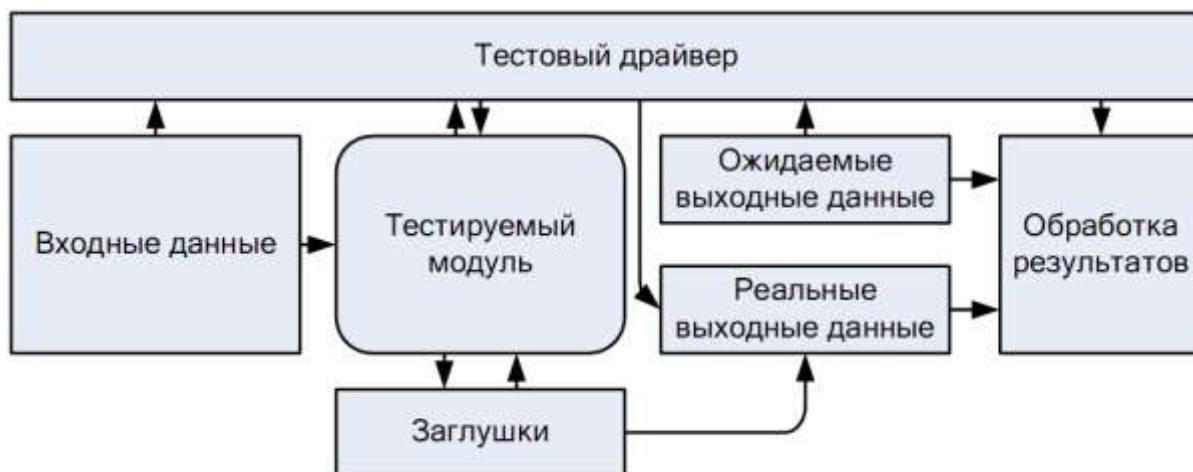 Тестовый драйвер
Входные данные
Тестируемый
модуль
Ожидаемые
выходные данные
Реальные
выходные данные
Обработка
результатов
Заглушки